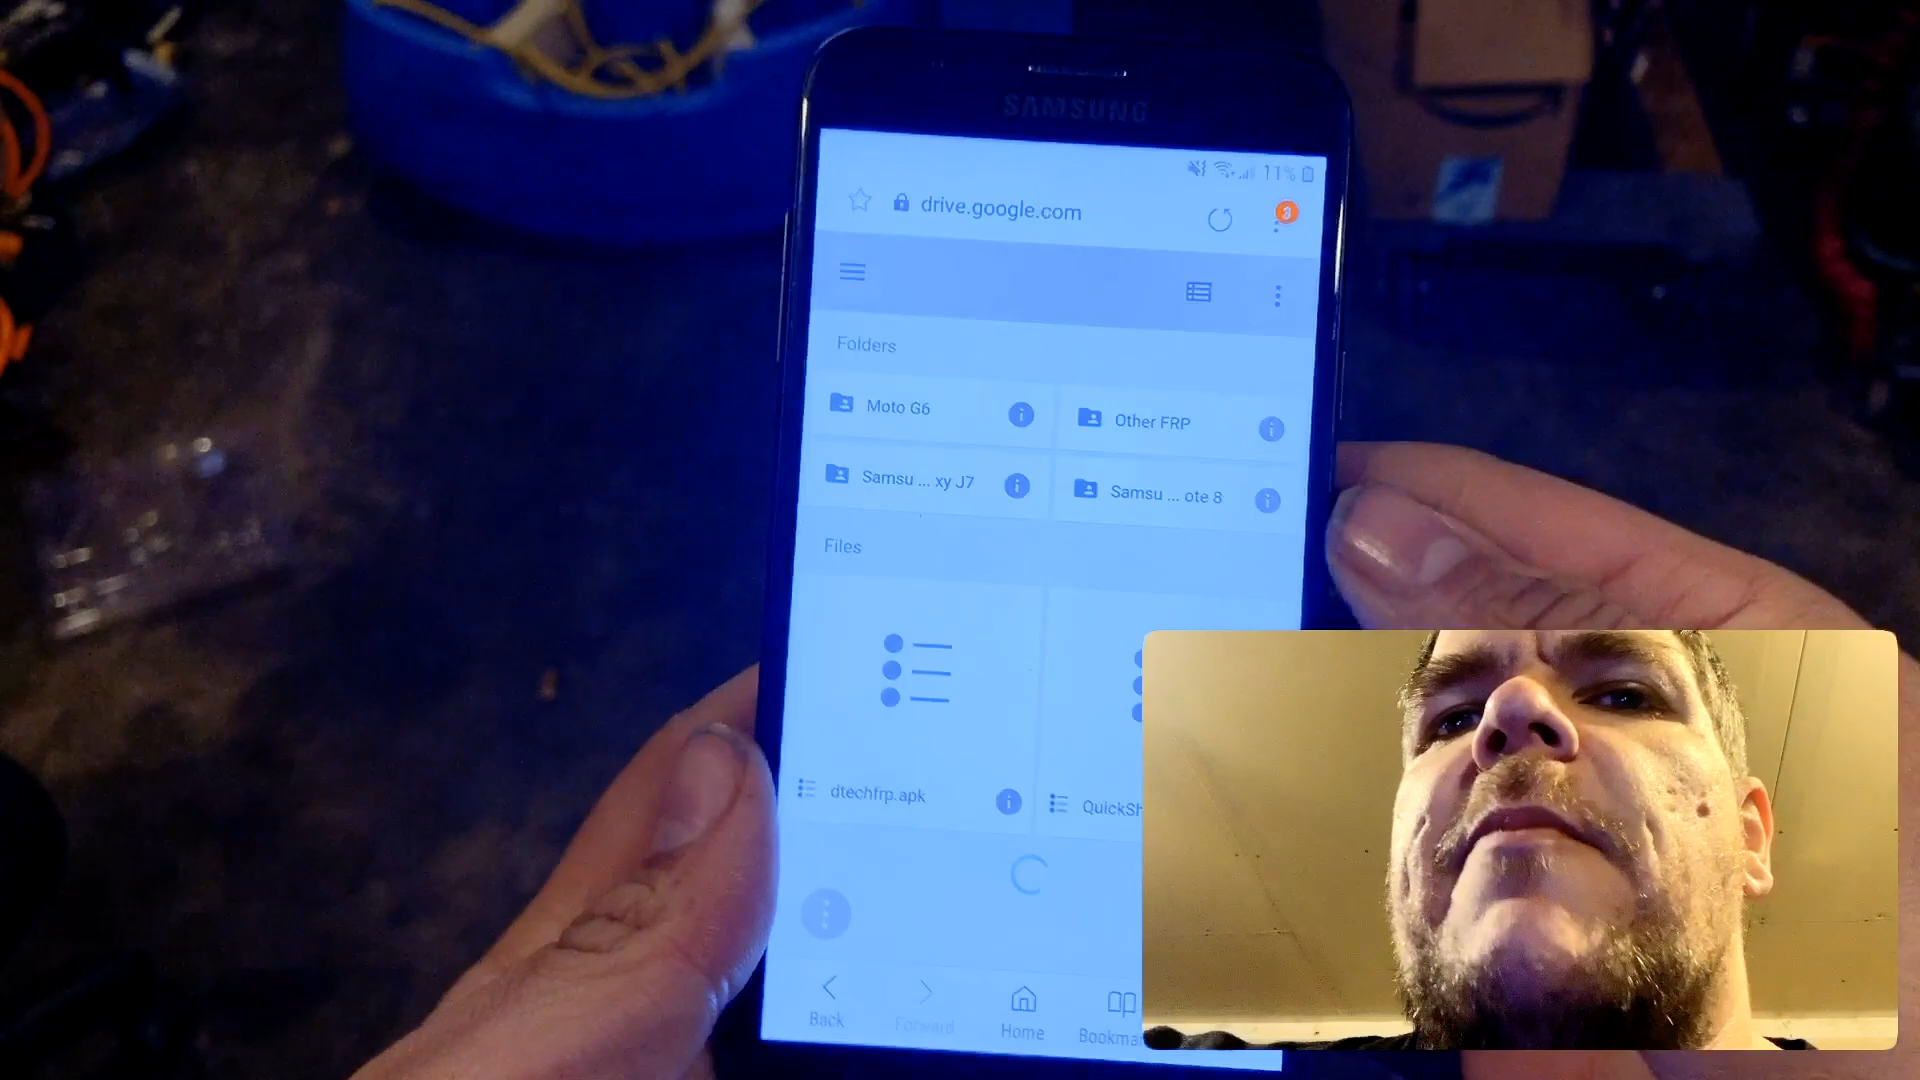 SAMSUNG
11%
drive.google.com
3
Folders
Moto G6
Other FRP
Samsu ... xy J7
Samsu ... ote 8
Files
dtechfrp.apk
QuickSh
Back
Forward
Home
Bookma